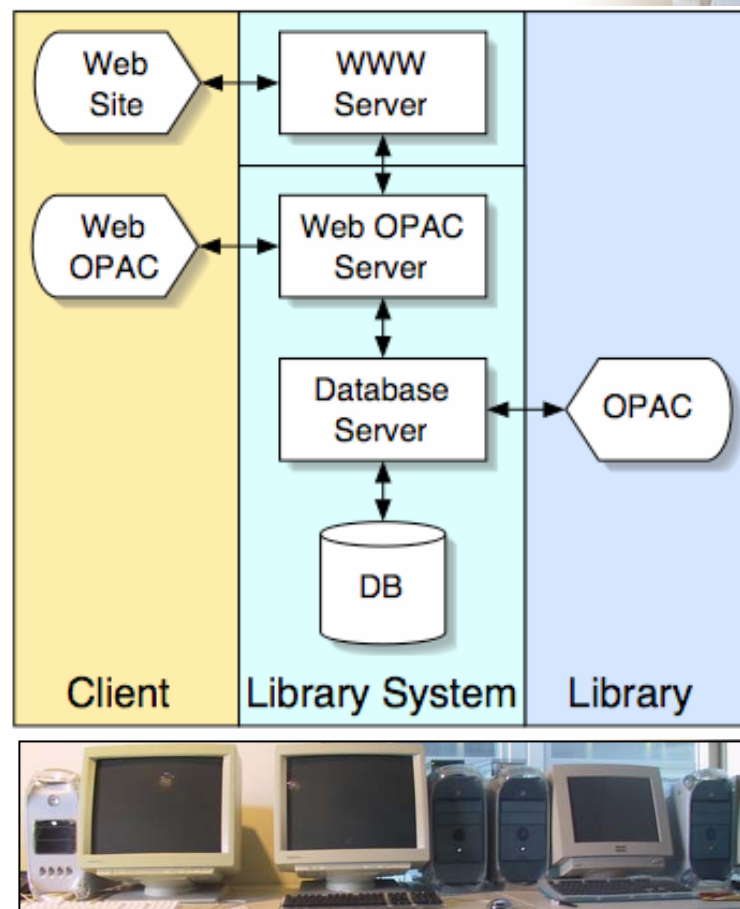 Web
Site
WWW
Server
Web
OPAC
Web OPAC
Server
Database
Server
OPAC
DB
Client
Library System
Library